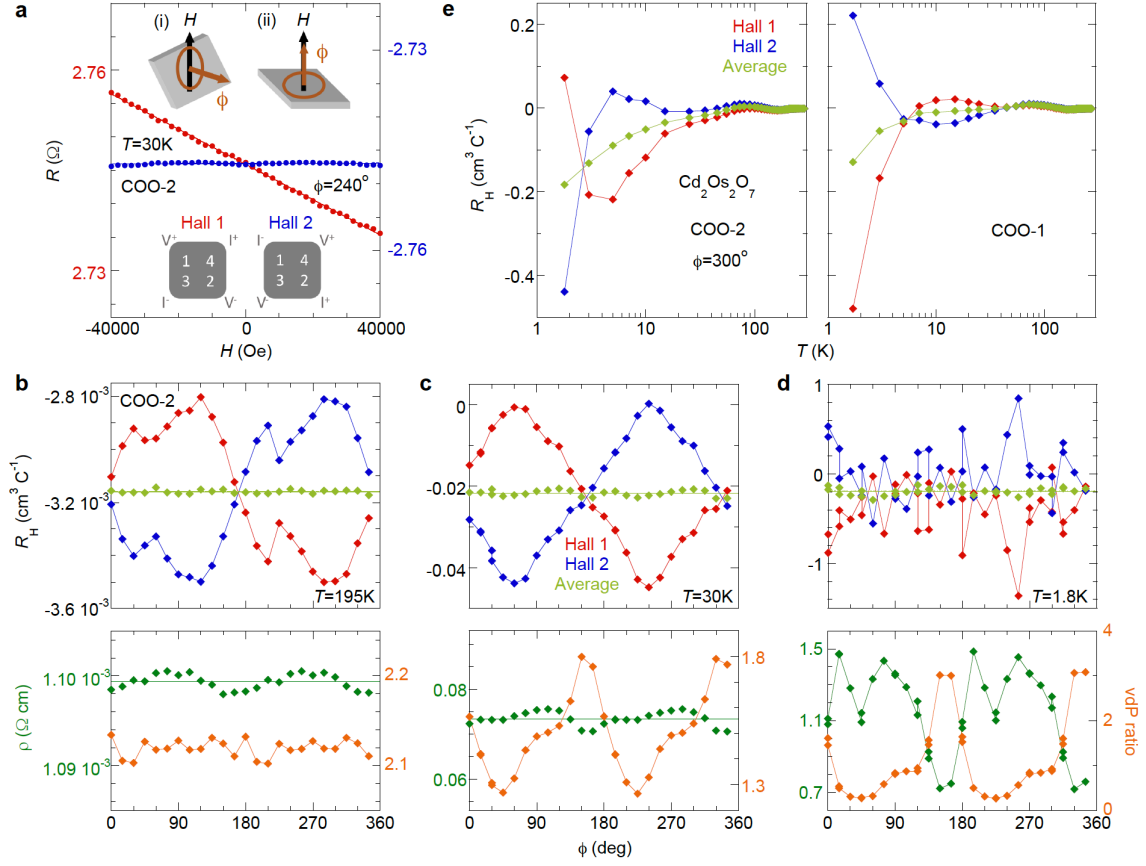 a
(i)
H
ϕ
(ii)
H
ϕ
2.76
2.73
R (Ω)
-2.73
-2.76
T=30K
COO-2
ϕ=240°
Hall 1
Hall 2
V⁺ I⁺ I⁻ V⁺
1 4
3 2
1 4
3 2
I⁻ V⁻ V⁻ I⁺
-40000 0 40000
H (Oe)
e
Hall 1
Hall 2
Average
0.2
0
-0.2
-0.4
R_H (cm³ C⁻¹)
Cd₂Os₂O₇
COO-2
ϕ=300°
COO-1
1 10 100
1 10 100
T (K)
b
COO-2
-2.8 10⁻³
-3.2 10⁻³
-3.6 10⁻³
R_H (cm³ C⁻¹)
T=195K
1.10 10⁻³
1.09 10⁻³
ρ (Ω cm)
2.2
2.1
0 90 180 270 360
c
0
-0.02
-0.04
Hall 1
Hall 2
Average
T=30K
0.08
0.06
1.8
1.3
0 90 180 270 360
ϕ (deg)
d
1
0
-1
T=1.8K
1.5
1.1
0.7
4
2
0
vdP ratio
0 90 180 270 360